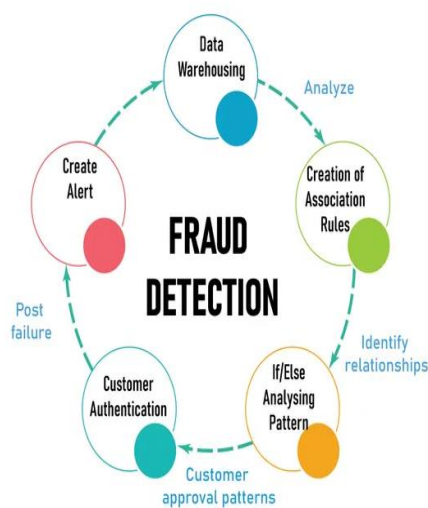 Data
Warehousing
Analyze
Creation of
Association
Rules
Identify
relationships
If/Else
Analysing
Pattern
Customer
approval patterns
Customer
Authentication
Post
failure
Create
Alert
FRAUD
DETECTION